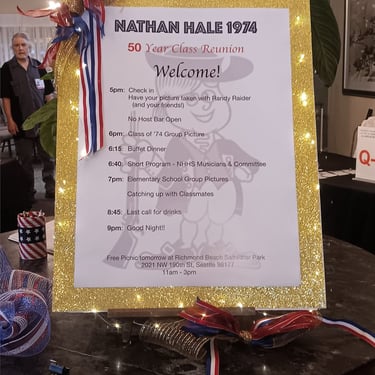 NATHAN HALE 1974
50 Year Class Reunion
Welcome!
5pm: Check in
Have your picture taken with Randy Raider
(and your friends!)
No Host Bar Open
6pm: Class of '74 Group Picture
6:15: Buffet Dinner
6:40: Short Program - NHHS Musicians & Committee
7pm: Elementary School Group Pictures
Catching up with Classmates
8:45: Last call for drinks
9pm: Good Night!!
Free Picnic tomorrow at Richmond Beach Saltwater Park
2021 NW 190th St, Seattle 98177
11am - 3pm
Q-